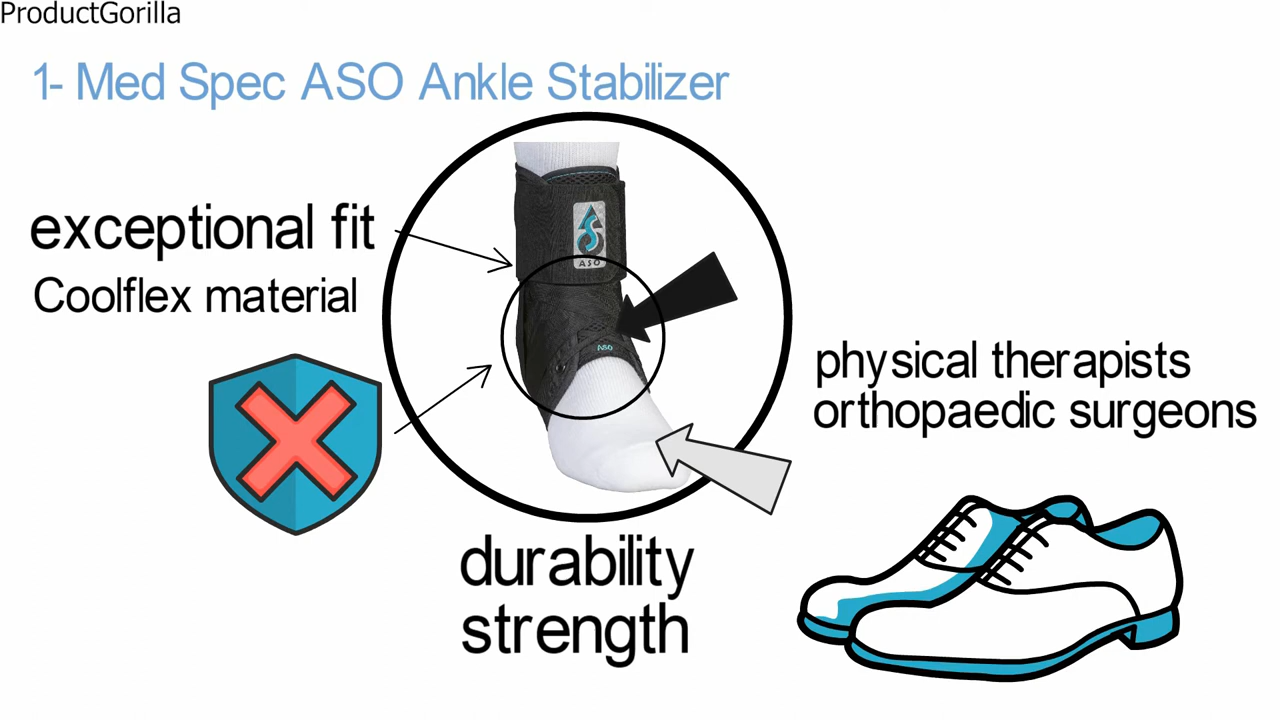 ProductGorilla
1- Med Spec ASO Ankle Stabilizer
exceptional fit
Coolflex material
ASO
ASO
physical therapists
orthopaedic surgeons
durability
strength